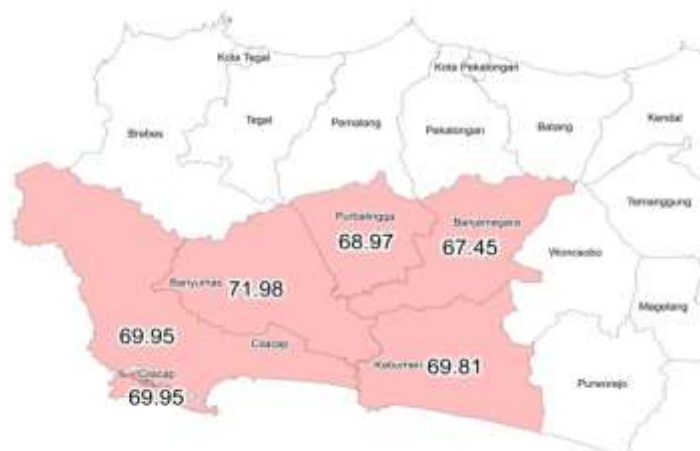 Kota Tegal
Kota Pekalongan
Brebes
Tegal
Pemalang
Pekalongan
Batang
Kendal
Temanggung
Purbalingga
68.97
Banjarnegara
67.45
Wonosobo
Banyumas
71.98
Magelang
69.95
Cilacap
Kebumen
69.81
Cilacap
69.95
Purworejo